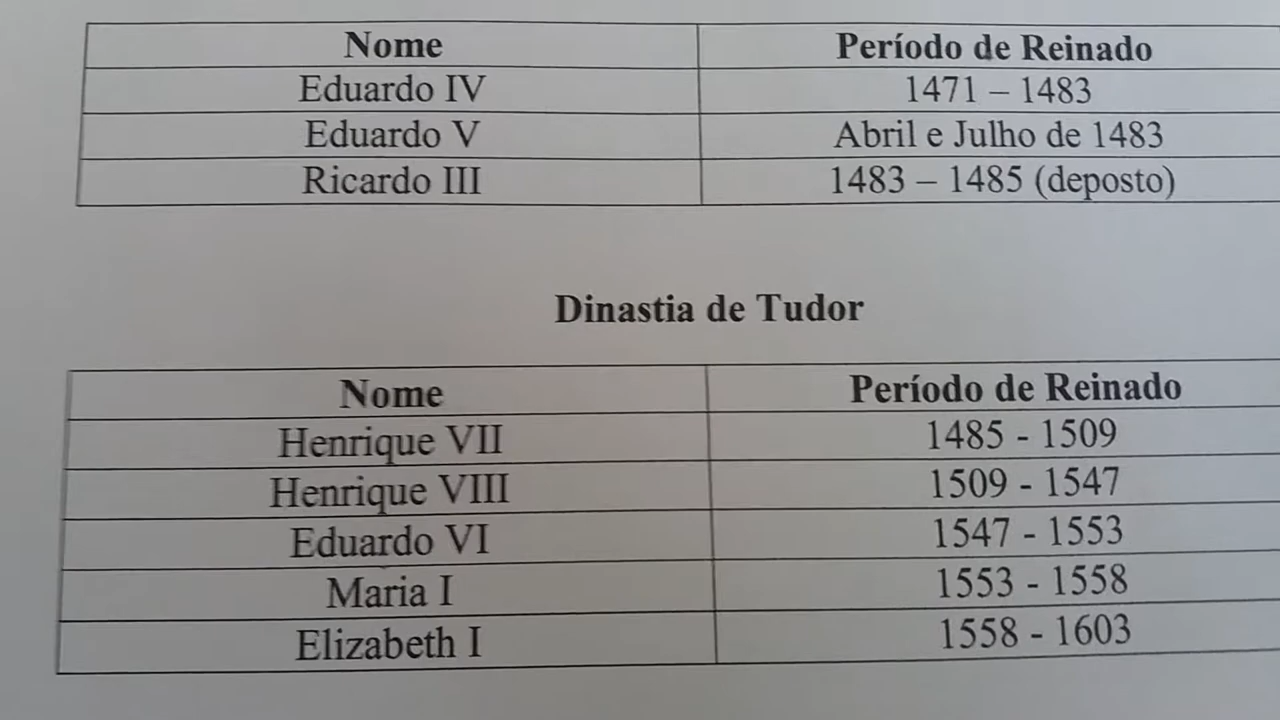 Nome Período de Reinado
Eduardo IV 1471 – 1483
Eduardo V Abril e Julho de 1483
Ricardo III 1483 – 1485 (deposto)
Dinastia de Tudor
Nome Período de Reinado
Henrique VII 1485 - 1509
Henrique VIII 1509 - 1547
Eduardo VI 1547 - 1553
Maria I 1553 - 1558
Elizabeth I 1558 - 1603